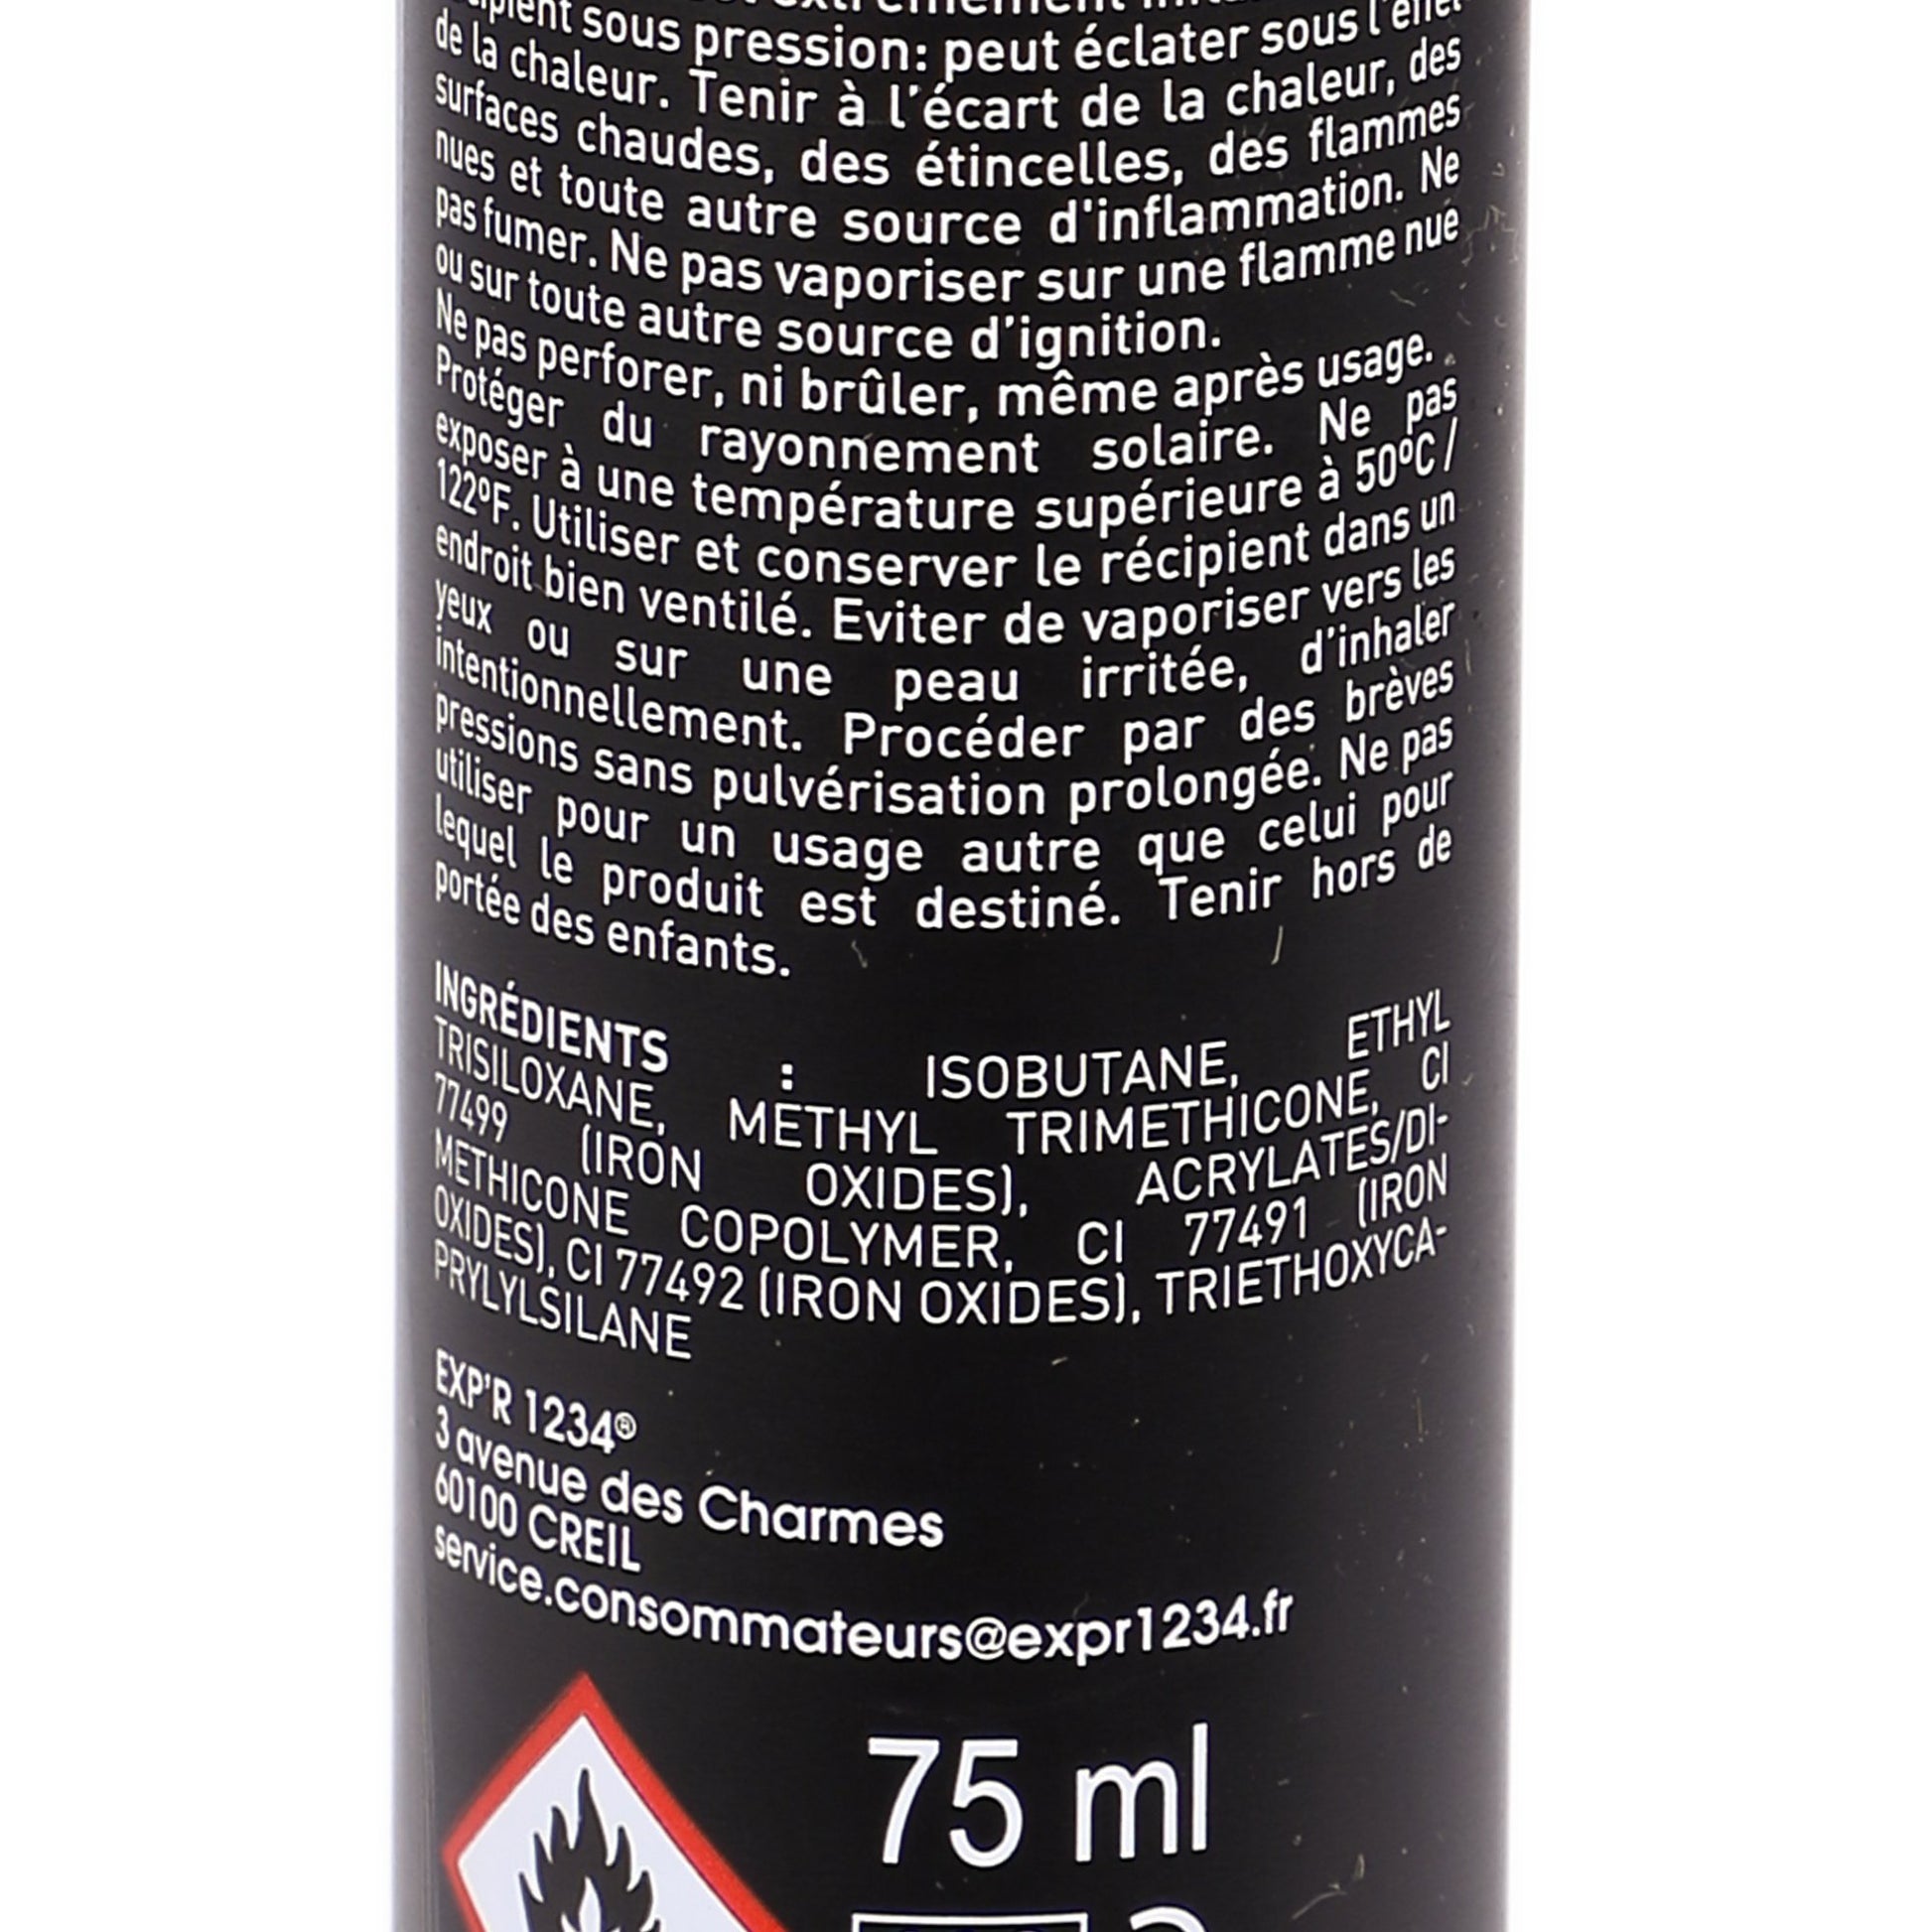 sous pression: peut éclater sous l'effet
de la chaleur. Tenir à l'écart de la chaleur, des
surfaces chaudes, des étincelles, des flammes
nues et toute autre source d'inflammation. Ne
pas fumer. Ne pas vaporiser sur une flamme nue
ou sur toute autre source d'ignition.
Ne pas perforer, ni brûler, même après usage.
Protéger du rayonnement solaire. Ne pas
exposer à une température supérieure à 50°C /
122°F. Utiliser et conserver le récipient dans un
endroit bien ventilé. Eviter de vaporiser vers les
yeux ou sur une peau irritée, d'inhaler
intentionnellement. Procéder par des brèves
pressions sans pulvérisation prolongée. Ne pas
utiliser pour un usage autre que celui pour
lequel le produit est destiné. Tenir hors de
portée des enfants.
INGRÉDIENTS : ISOBUTANE, ETHYL
TRISILOXANE, METHYL TRIMETHICONE, CI
77499 (IRON OXIDES), ACRYLATES/DI-
METHICONE COPOLYMER, CI 77491 (IRON
OXIDES), CI 77492 (IRON OXIDES), TRIETHOXYCA-
PRYLYLSILANE
EXP'R 1234®
3 avenue des Charmes
60100 CREIL
service.consommateurs@expr1234.fr
75 ml